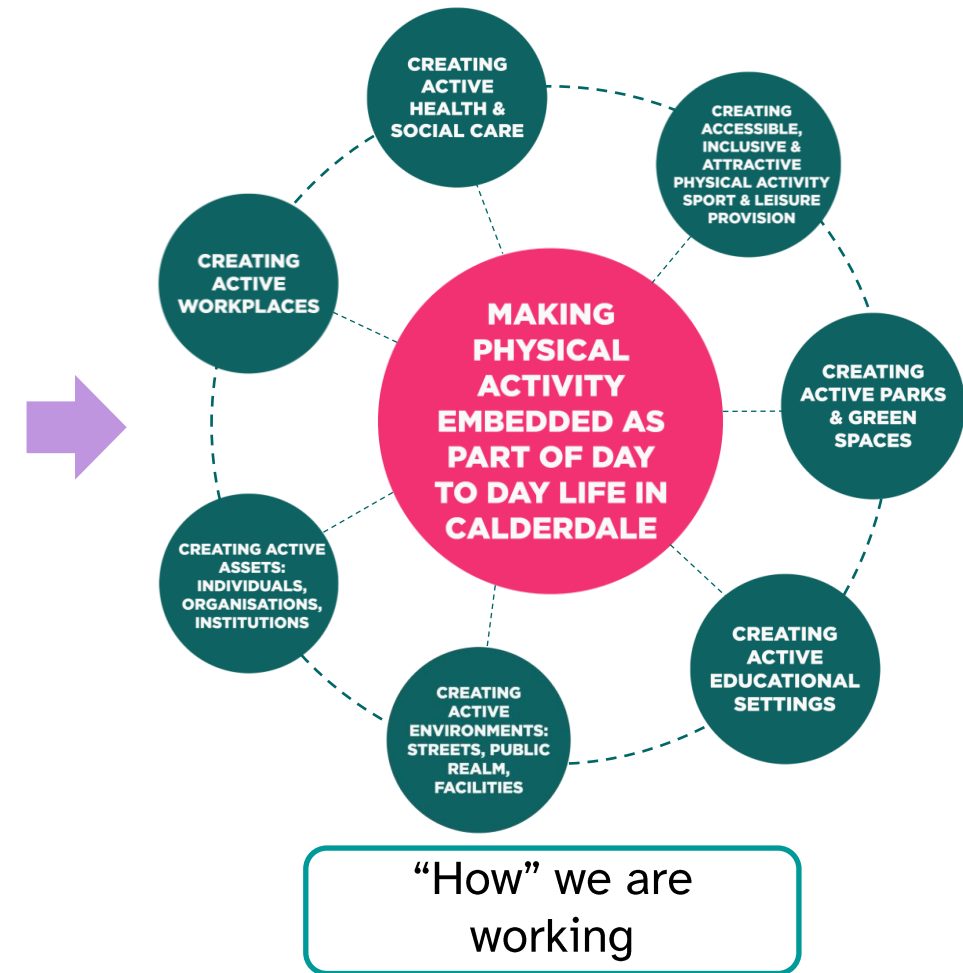 CREATING
ACTIVE
HEALTH &
SOCIAL CARE
CREATING
ACCESSIBLE,
INCLUSIVE &
ATTRACTIVE
PHYSICAL ACTIVITY
SPORT & LEISURE
PROVISION
CREATING
ACTIVE
WORKPLACES
MAKING
PHYSICAL
ACTIVITY
EMBEDDED AS
PART OF DAY
TO DAY LIFE IN
CALDERDALE
CREATING
ACTIVE PARKS
& GREEN
SPACES
CREATING ACTIVE
ASSETS:
INDIVIDUALS,
ORGANISATIONS,
INSTITUTIONS
CREATING
ACTIVE
EDUCATIONAL
SETTINGS
CREATING
ACTIVE
ENVIRONMENTS:
STREETS, PUBLIC
REALM,
FACILITIES
“How” we are
working